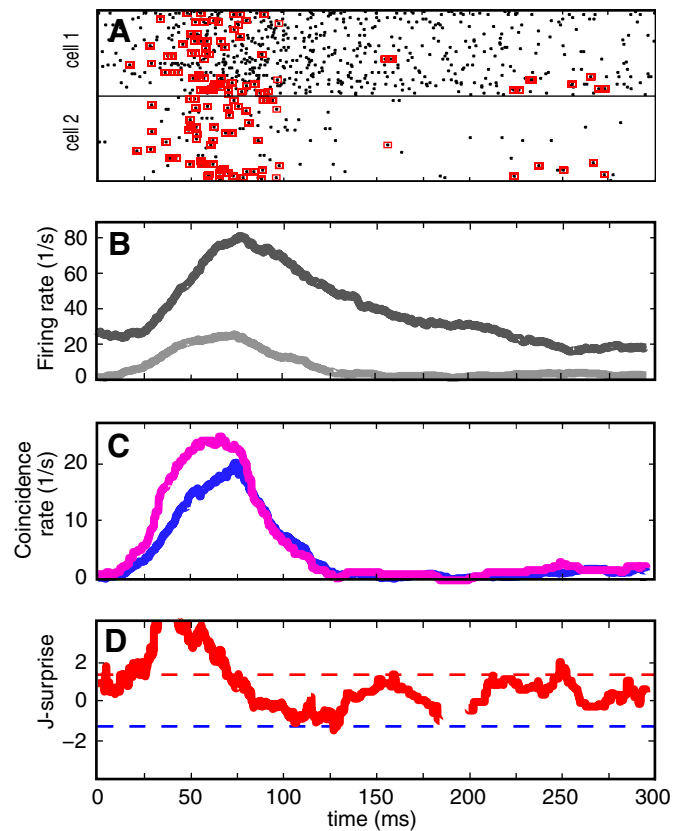 A
cell 1
cell 2
B
Firing rate (1/s)
80
60
40
20
0
C
Coincidence
rate (1/s)
20
10
0
D
J-surprise
2
0
−2
0
50
100
150
200
250
300
time (ms)